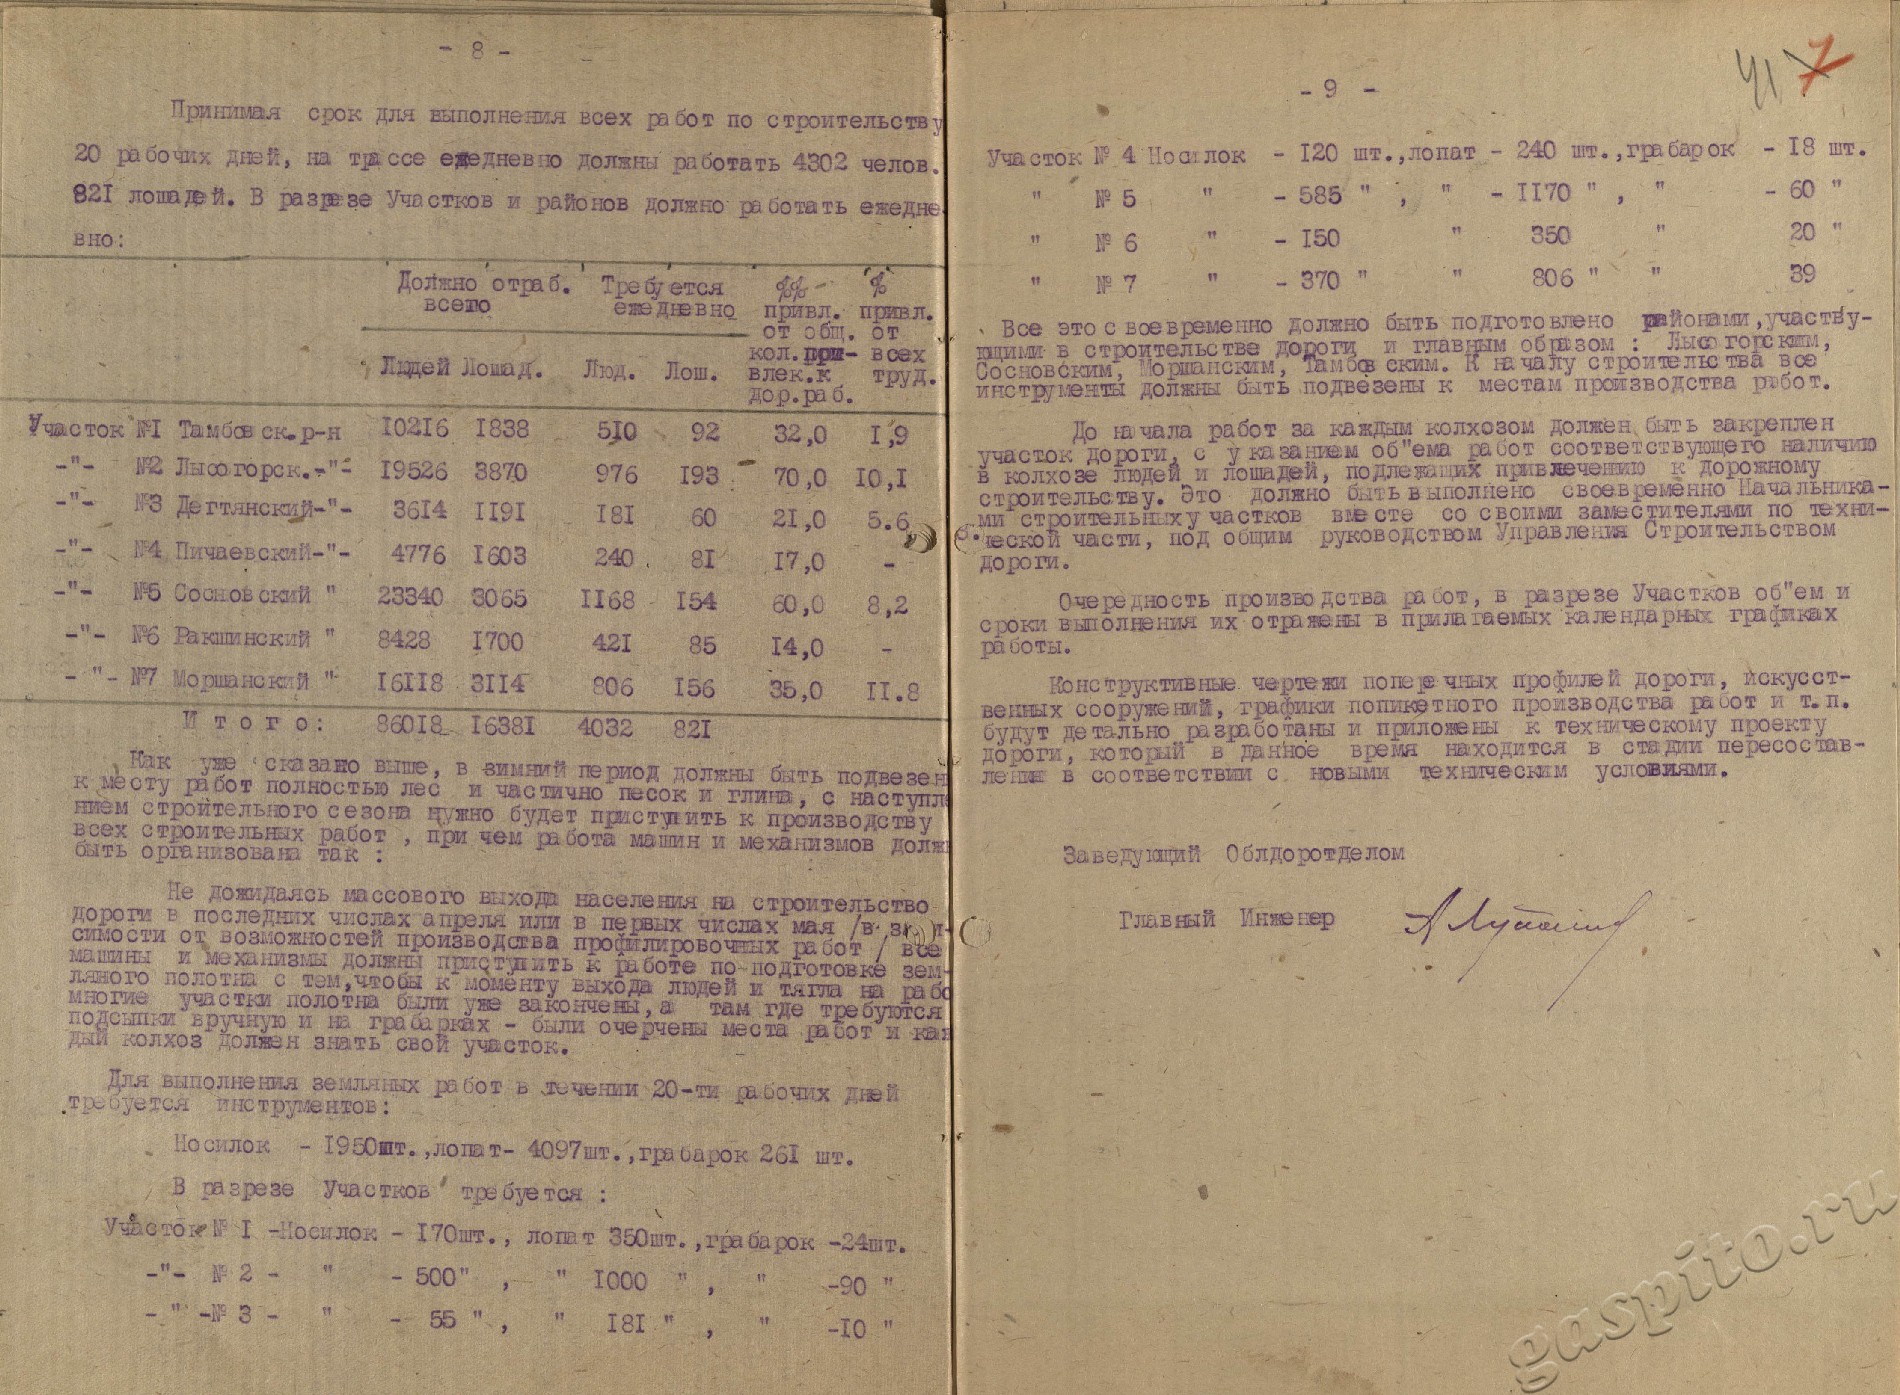 - 8 -
Принимая срок для выполнения всех работ по строительству
20 рабочих дней, на трассе ежедневно должны работать 4302 челов.
821 лошадей. В разрезе Участков и районов должно работать ежедне
вно:
Должно отраб. Требуется %% %
всего ежедневно привл. привл.
от общ. от
кол.при- всех
Людей Лошад. Люд. Лош. влек.к труд.
дор.раб.
Участок №1 Тамбовск.р-н 10216 1838 510 92 32,0 1,9
-"- №2 Лысогорск.-"- 19526 3870 976 193 70,0 10,1
-"- №3 Дегтянский-"- 3614 1191 181 60 21,0 5.6
-"- №4 Пичаевский-"- 4776 1603 240 81 17,0 -
-"- №5 Сосновский " 23340 3065 1168 154 60,0 8,2
-"- №6 Ракшинский " 8428 1700 421 85 14,0 -
-"- №7 Моршанский " 16118 3114 806 156 35,0 11.8
Итого: 86018 16381 4032 821
Как уже сказано выше, в зимний период должны быть подвезен
к месту работ полностью лес и частично песок и глина, с наступле
нием строительного сезона нужно будет приступить к производству
всех строительных работ , при чем работа машин и механизмов должн
быть организована так :
Не дожидаясь массового выхода населения на строительство
дороги в последних числах апреля или в первых числах мая /в
симости от возможностей производства профилировочных работ / все
машины и механизмы должны приступить к работе по подготовке зем-
ляного полотна с тем,чтобы к моменту выхода людей и тягла на рабо
многие участки полотна были уже закончены,а там где требуются
подсыпки вручную и на грабарках - были очерчены места работ и каж
дый колхоз должен знать свой участок.
Для выполнения земляных работ в течении 20-ти рабочих дней
требуется инструментов:
Носилок - 1950шт.,лопат- 4097шт.,грабарок 261 шт.
В разрезе Участков требуется :
Участок № 1 -Носилок - 170шт., лопат 350шт.,грабарок -24шт.
-"- № 2 - " - 500" , " 1000 " , " -90 "
- " -№ 3 - " - 55 " , " 181 " , " -10 "
41 7
- 9 -
Участок № 4 Носилок - 120 шт.,лопат - 240 шт.,грабарок - 18 шт.
" № 5 " - 585 " , " - 1170 " , " - 60 "
" № 6 " - 150 " 350 " 20 "
" № 7 " - 370 " " 806 " " 39
Все это своевременно должно быть подготовлено районами,участву-
ющими в строительстве дороги и главным образом : Лысогорским,
Сосновским, Моршанским, Тамбовским. К началу строительства все
инструменты должны быть подвезены к местам производства работ.
До начала работ за каждым колхозом должен быть закреплен
участок дороги, с указанием об"ема работ соответствующего наличию
в колхозе людей и лошадей, подлежащих привлечению к дорожному
строительству. Это должно быть выполнено своевременно Начальника-
ми строительных участков вместе со своими заместителями по техни-
ческой части, под общим руководством Управления Строительством
дороги.
Очередность производства работ, в разрезе Участков об"ем и
сроки выполнения их отражены в прилагаемых календарных графиках
работы.
Конструктивные чертежи поперечных профилей дороги, искусст-
венных сооружений, графики попикетного производства работ и т.п.
будут детально разработаны и приложены к техническому проекту
дороги, который в данное время находится в стадии пересостав-
ления в соответствии с новыми техническим условиями.
Заведующий Облдоротделом
Главный Инженер
gaspito.ru